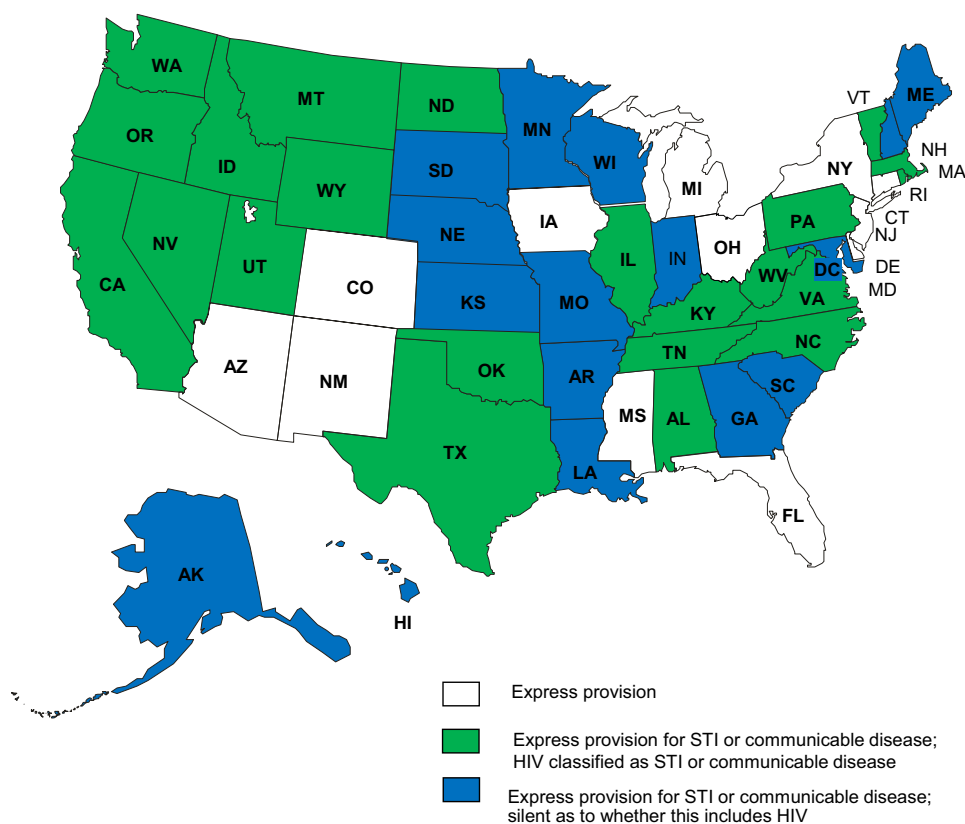 WA
MT
ND
MN
VT
ME
OR
ID
WY
SD
WI
MI
NY
NH
MA
RI
CT
NJ
NV
UT
CO
NE
IA
IL
IN
OH
PA
DE
MD
CA
KS
MO
KY
WV
DC
VA
AZ
NM
OK
AR
TN
NC
SC
TX
LA
MS
AL
GA
FL
AK
HI
Express provision
Express provision for STI or communicable disease;
HIV classified as STI or communicable disease
Express provision for STI or communicable disease;
silent as to whether this includes HIV